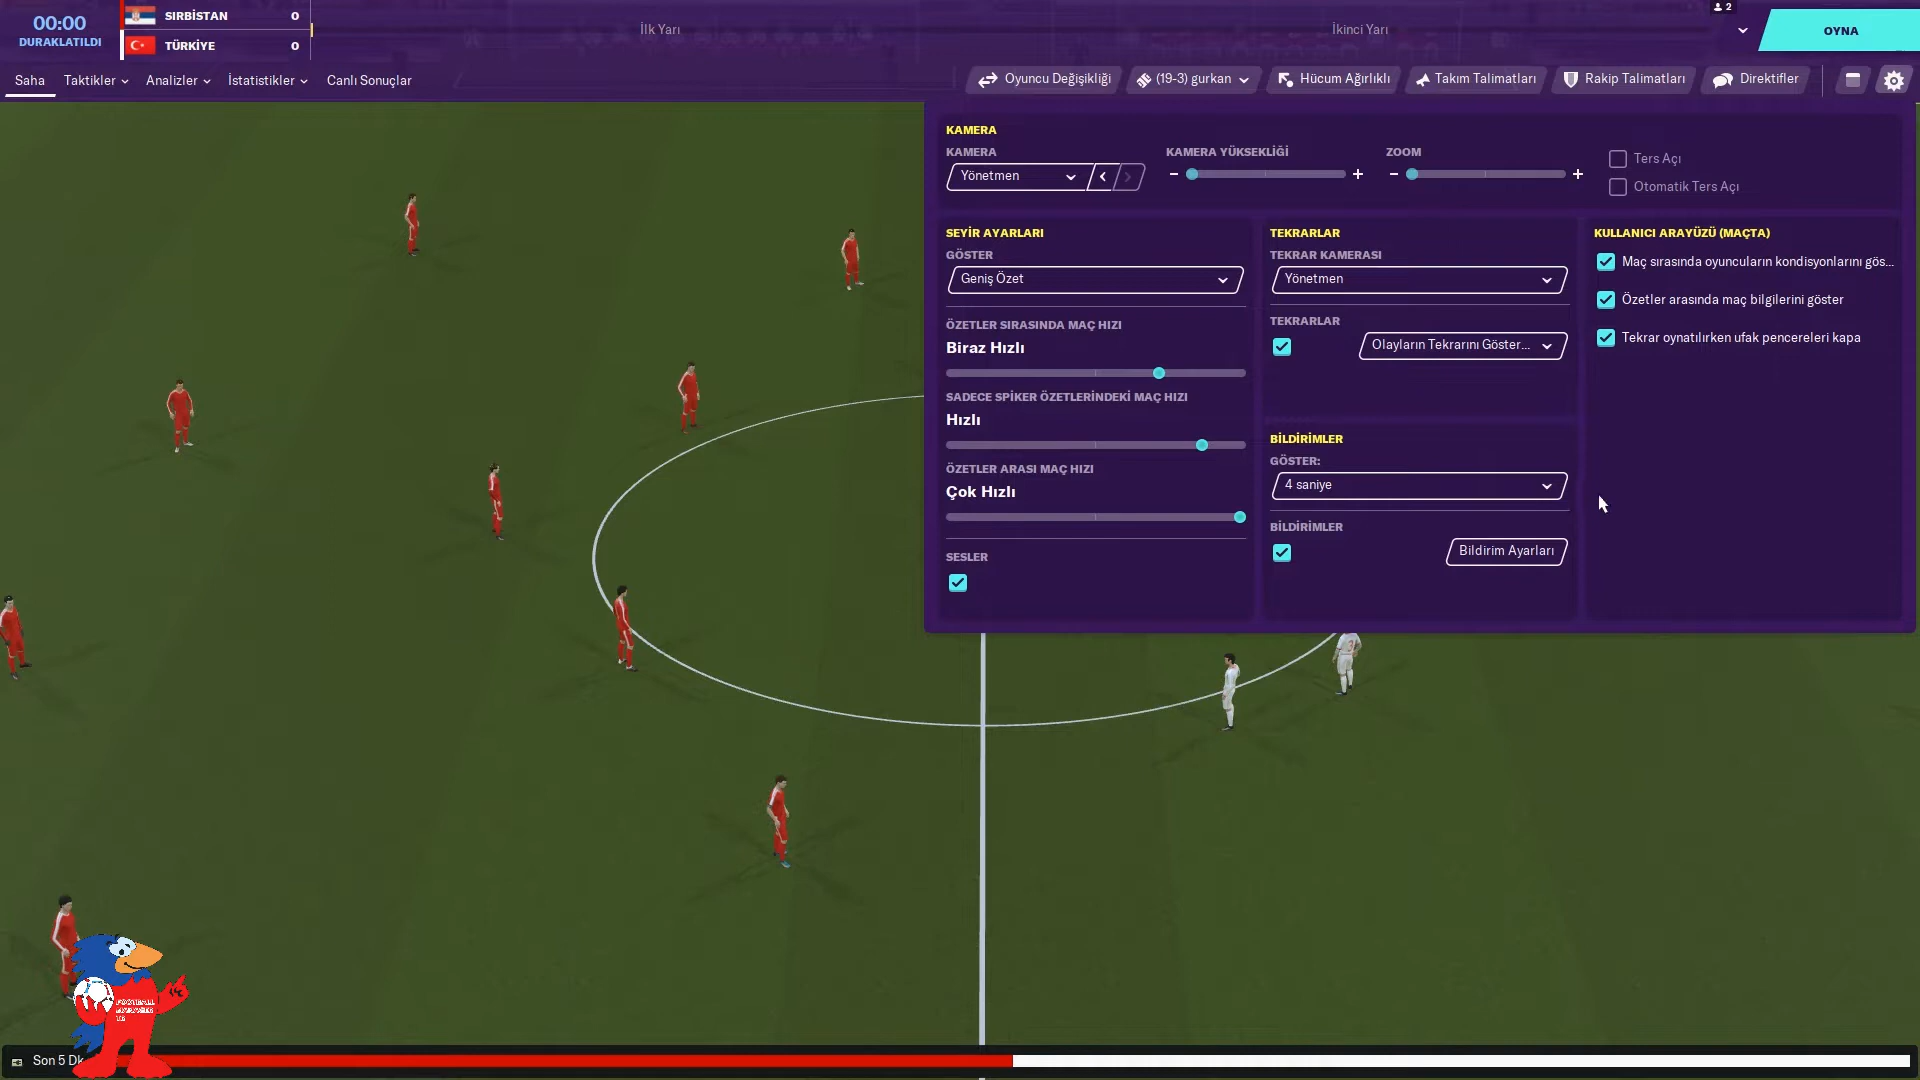 00:00
DURAKLATILDI
SIRBİSTAN 0
TÜRKİYE 0
İlk Yarı
İkinci Yarı
2
OYNA
Saha
Taktikler
Analizler
İstatistikler
Canlı Sonuçlar
Oyuncu Değişikliği
(19-3) gurkan
Hücum Ağırlıklı
Takım Talimatları
Rakip Talimatları
Direktifler
KAMERA
KAMERA
Yönetmen
KAMERA YÜKSEKLİĞİ
ZOOM
Ters Açı
Otomatik Ters Açı
SEYİR AYARLARI
GÖSTER
Geniş Özet
ÖZETLER SIRASINDA MAÇ HIZI
Biraz Hızlı
SADECE SPİKER ÖZETLERİNDEKİ MAÇ HIZI
Hızlı
ÖZETLER ARASI MAÇ HIZI
Çok Hızlı
SESLER
TEKRARLAR
TEKRAR KAMERASI
Yönetmen
TEKRARLAR
Olayların Tekrarını Göster...
BİLDİRİMLER
GÖSTER:
4 saniye
BİLDİRİMLER
Bildirim Ayarları
KULLANICI ARAYÜZÜ (MAÇTA)
Maç sırasında oyuncuların kondisyonlarını gös...
Özetler arasında maç bilgilerini göster
Tekrar oynatılırken ufak pencereleri kapa
3
FOOTBALL
Son 5 Dk